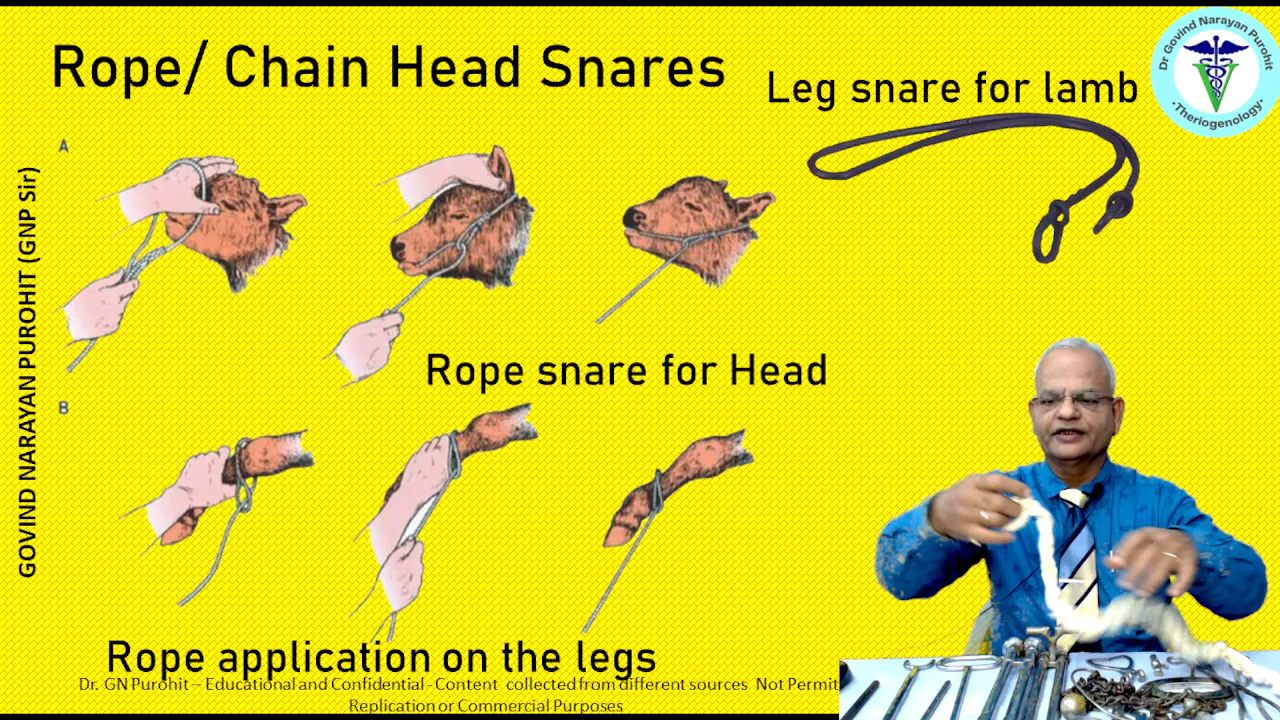 Rope/ Chain Head Snares
Leg snare for lamb
Dr Govind Narayan Purohit
• Theriogenology •
A
GOVIND NARAYAN PUROHIT (GNP Sir)
Rope snare for Head
B
Rope application on the legs
Dr. GN Purohit – Educational and Confidential - Content collected from different sources Not Permit
Replication or Commercial Purposes